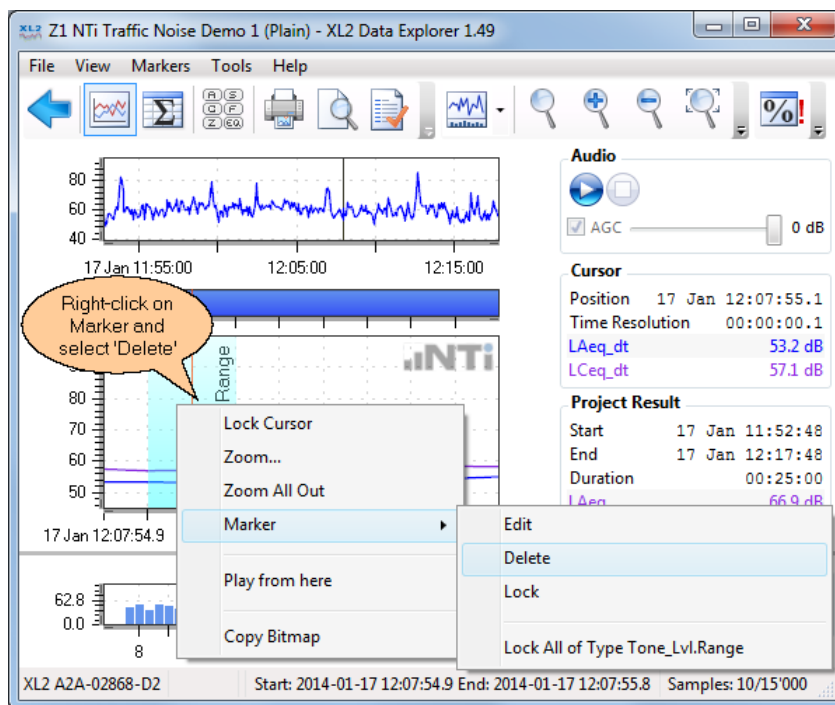 XL2 Z1 NTi Traffic Noise Demo 1 (Plain) - XL2 Data Explorer 1.49
File View Markers Tools Help
A S
C F
Z EQ
%!
80
60
40
17 Jan 11:55:00 12:05:00 12:15:00
Audio
AGC 0 dB
Cursor
Position 17 Jan 12:07:55.1
Time Resolution 00:00:00.1
LAeq_dt 53.2 dB
LCeq_dt 57.1 dB
Project Result
Start 17 Jan 11:52:48
End 17 Jan 12:17:48
Duration 00:25:00
LAeq 66.9 dB
Right-click on
Marker and
select 'Delete'
Range
NTi
80
70
60
50
17 Jan 12:07:54.9
Lock Cursor
Zoom...
Zoom All Out
Marker
Play from here
Copy Bitmap
Edit
Delete
Lock
Lock All of Type Tone_Lvl.Range
62.8
0.0
8
XL2 A2A-02868-D2 Start: 2014-01-17 12:07:54.9 End: 2014-01-17 12:07:55.8 Samples: 10/15'000